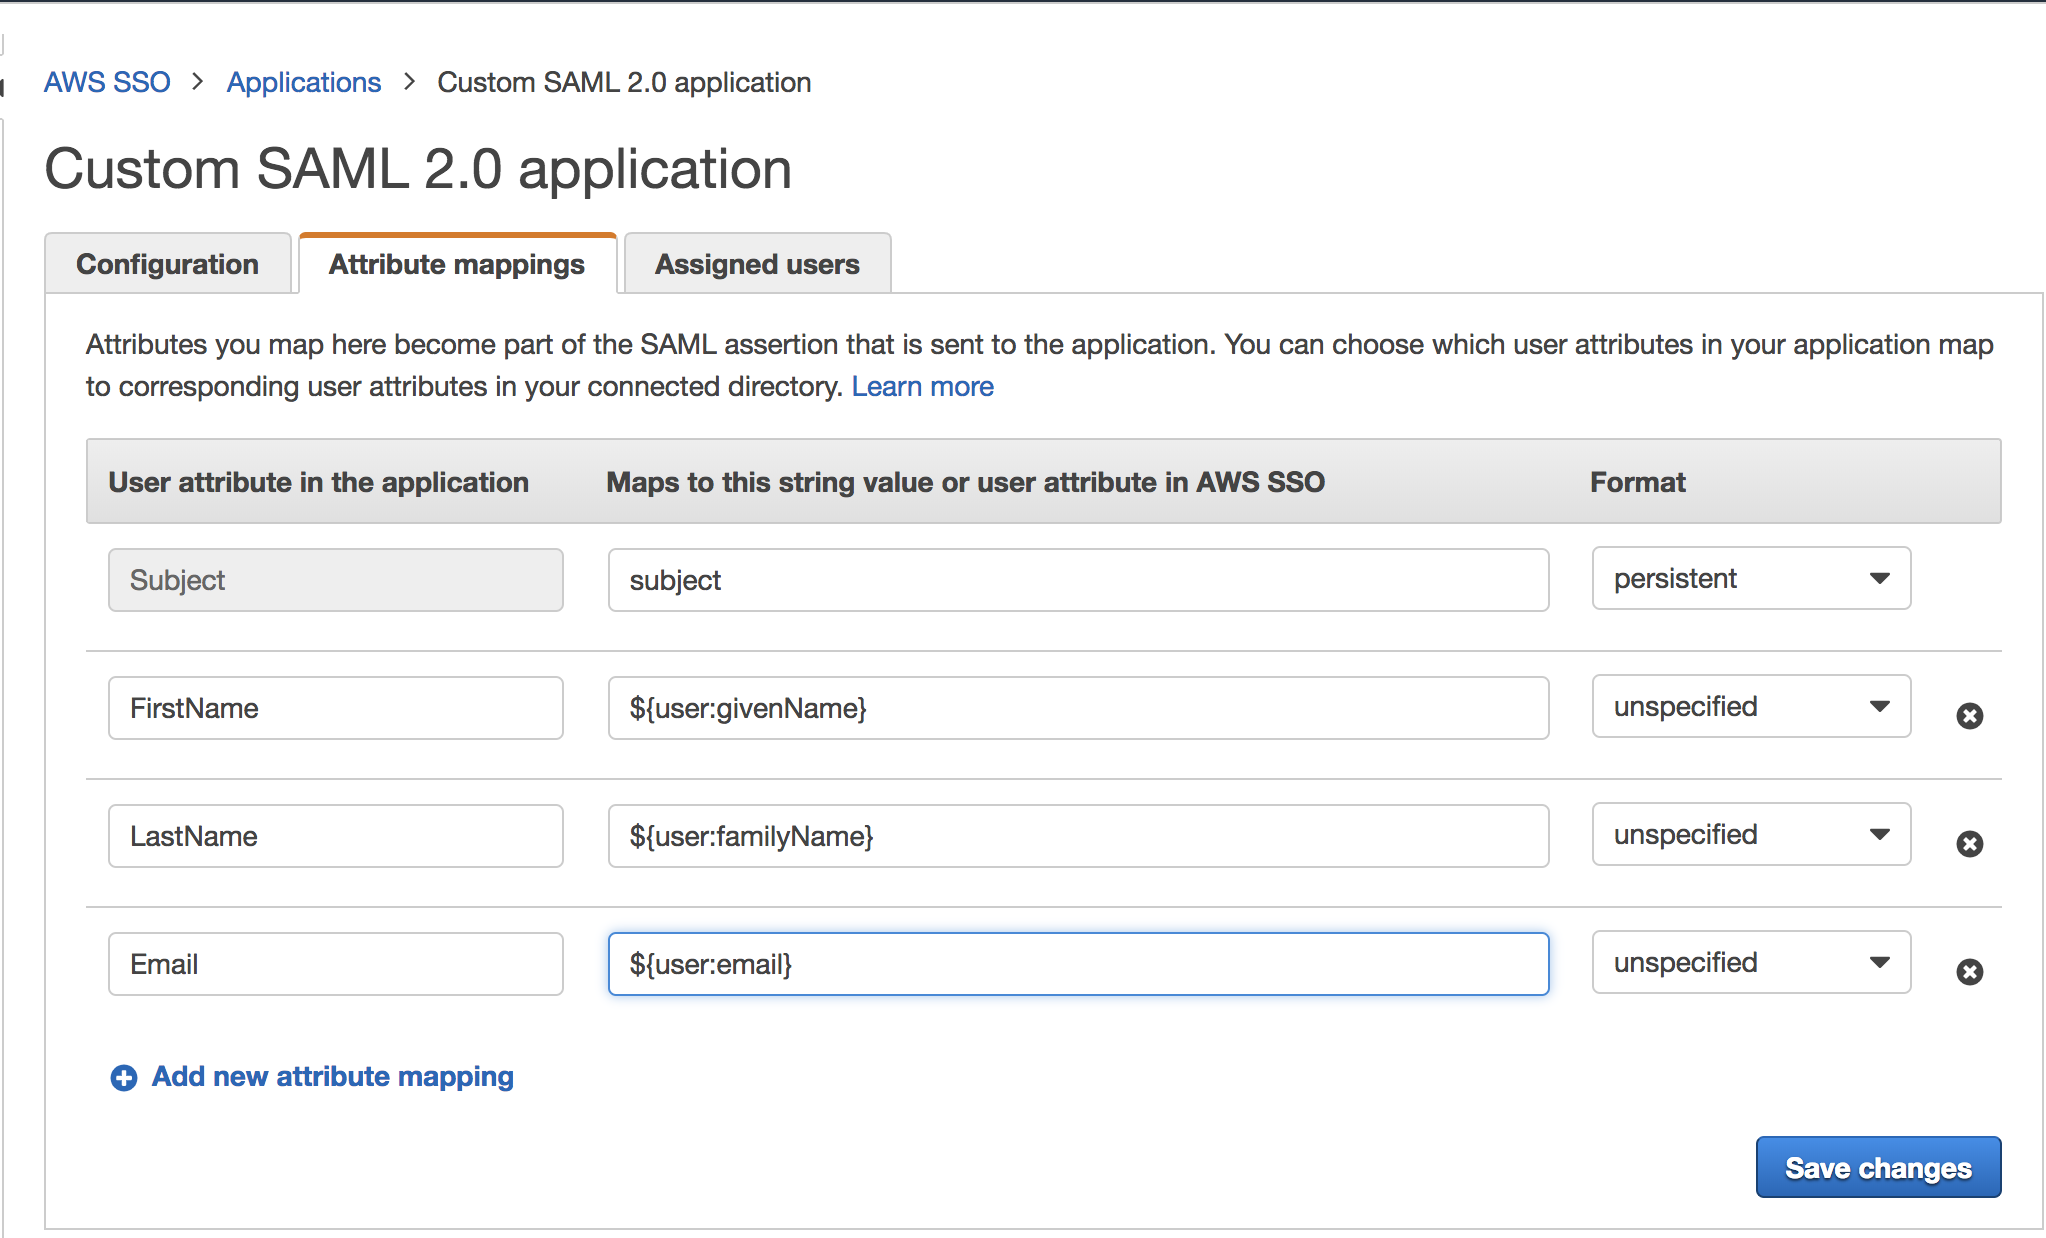 AWS SSO > Applications > Custom SAML 2.0 application
Custom SAML 2.0 application
Configuration
Attribute mappings
Assigned users
Attributes you map here become part of the SAML assertion that is sent to the application. You can choose which user attributes in your application map
to corresponding user attributes in your connected directory. Learn more
User attribute in the application
Maps to this string value or user attribute in AWS SSO
Format
Subject
subject
persistent
FirstName
${user:givenName}
unspecified
LastName
${user:familyName}
unspecified
Email
${user:email}
unspecified
Add new attribute mapping
Save changes